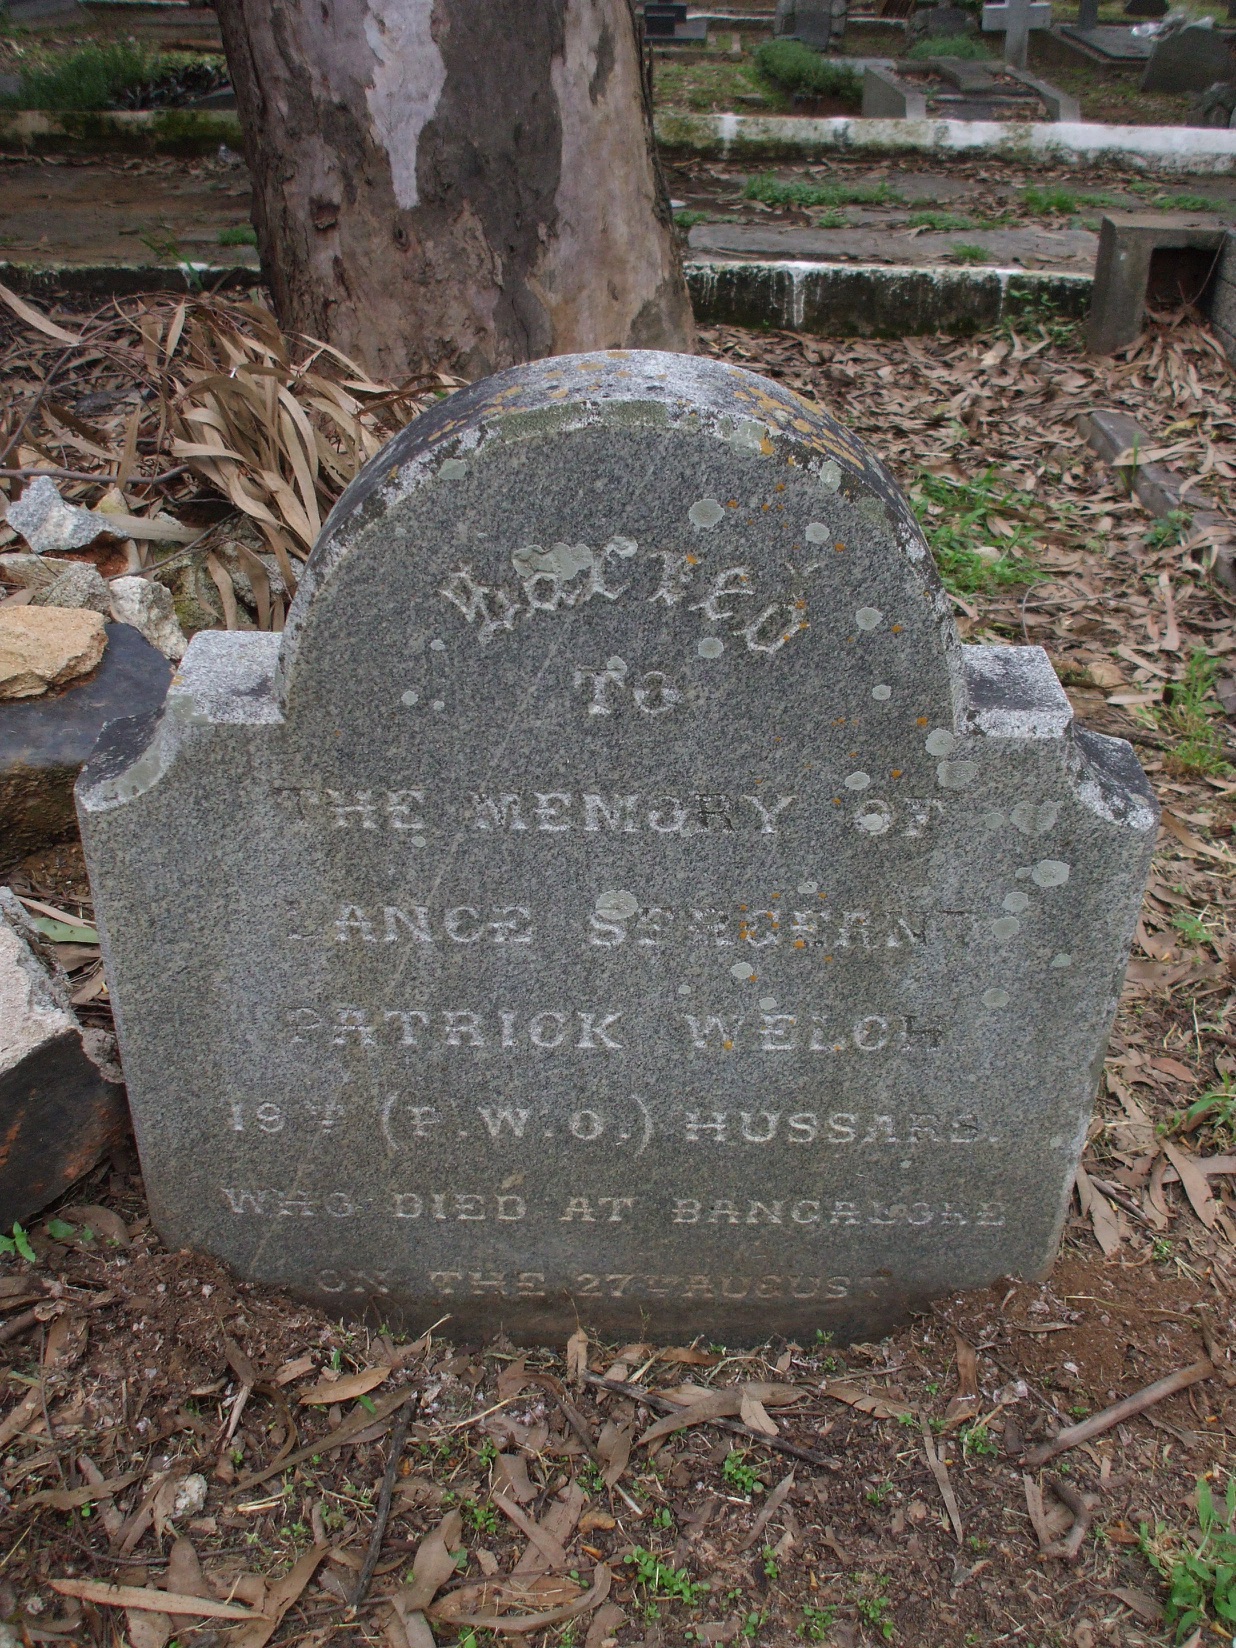 SACRED
TO
THE MEMORY OF
LANCE SERGEANT
PATRICK WELCH
19TH (P.W.O.) HUSSARS.
WHO DIED AT BANGALORE
ON THE 27TH AUGUST